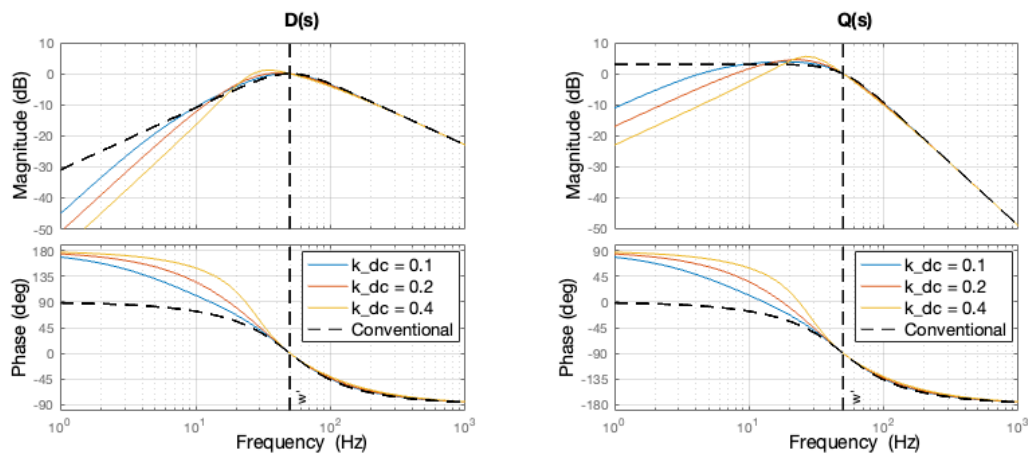 D(s)
10
0
-10
-20
-30
-40
-50
Magnitude (dB)
180
135
90
45
0
-45
-90
Phase (deg)
k_dc = 0.1
k_dc = 0.2
k_dc = 0.4
Conventional
10^0
10^1
10^2
10^3
Frequency (Hz)
Q(s)
10
0
-10
-20
-30
-40
-50
Magnitude (dB)
90
45
0
-45
-90
-135
-180
Phase (deg)
k_dc = 0.1
k_dc = 0.2
k_dc = 0.4
Conventional
10^0
10^1
10^2
10^3
Frequency (Hz)